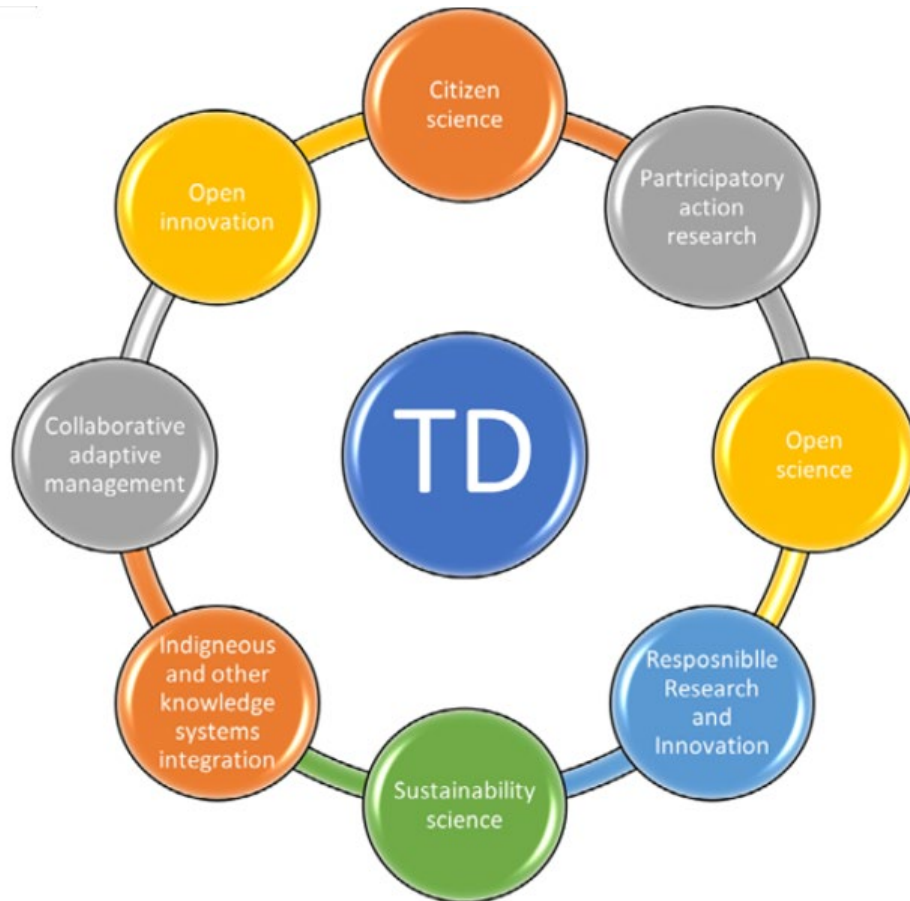 Citizen
science
Partricipatory
action
research
Open
science
Resposniblle
Research
and
Innovation
Sustainability
science
Indigneous
and other
knowledge
systems
integration
Collaborative
adaptive
management
Open
innovation
TD